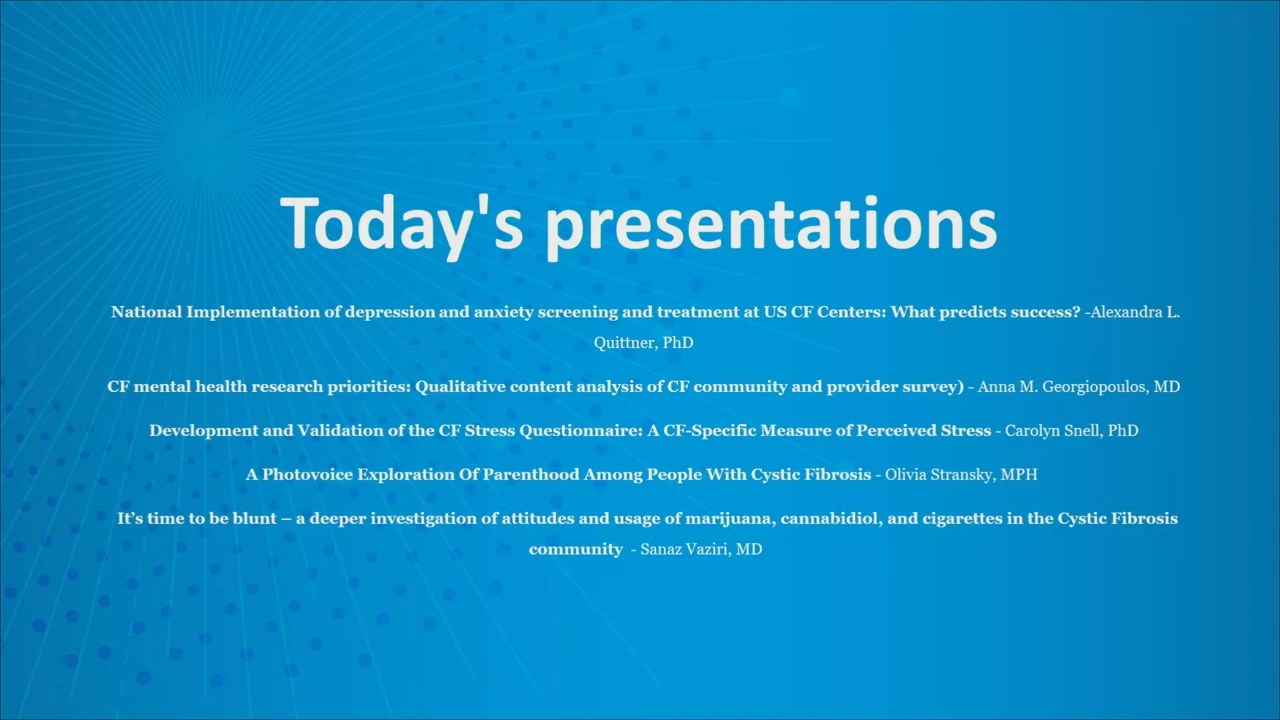 Today's presentations
National Implementation of depression and anxiety screening and treatment at US CF Centers: What predicts success? -Alexandra L.
Quittner, PhD
CF mental health research priorities: Qualitative content analysis of CF community and provider survey) - Anna M. Georgiopoulos, MD
Development and Validation of the CF Stress Questionnaire: A CF-Specific Measure of Perceived Stress - Carolyn Snell, PhD
A Photovoice Exploration Of Parenthood Among People With Cystic Fibrosis - Olivia Stransky, MPH
It’s time to be blunt – a deeper investigation of attitudes and usage of marijuana, cannabidiol, and cigarettes in the Cystic Fibrosis
community - Sanaz Vaziri, MD